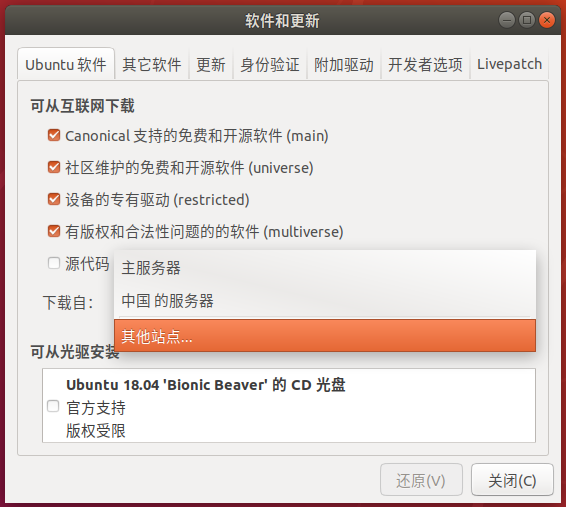 软件和更新
Ubuntu 软件 其它软件 更新 身份验证 附加驱动 开发者选项 Livepatch
可从互联网下载
Canonical 支持的免费和开源软件 (main)
社区维护的免费和开源软件 (universe)
设备的专有驱动 (restricted)
有版权和合法性问题的的软件 (multiverse)
源代码
主服务器
中国 的服务器
下载自：
其他站点...
可从光驱安装
Ubuntu 18.04 'Bionic Beaver' 的 CD 光盘
官方支持
版权受限
还原(V) 关闭(C)